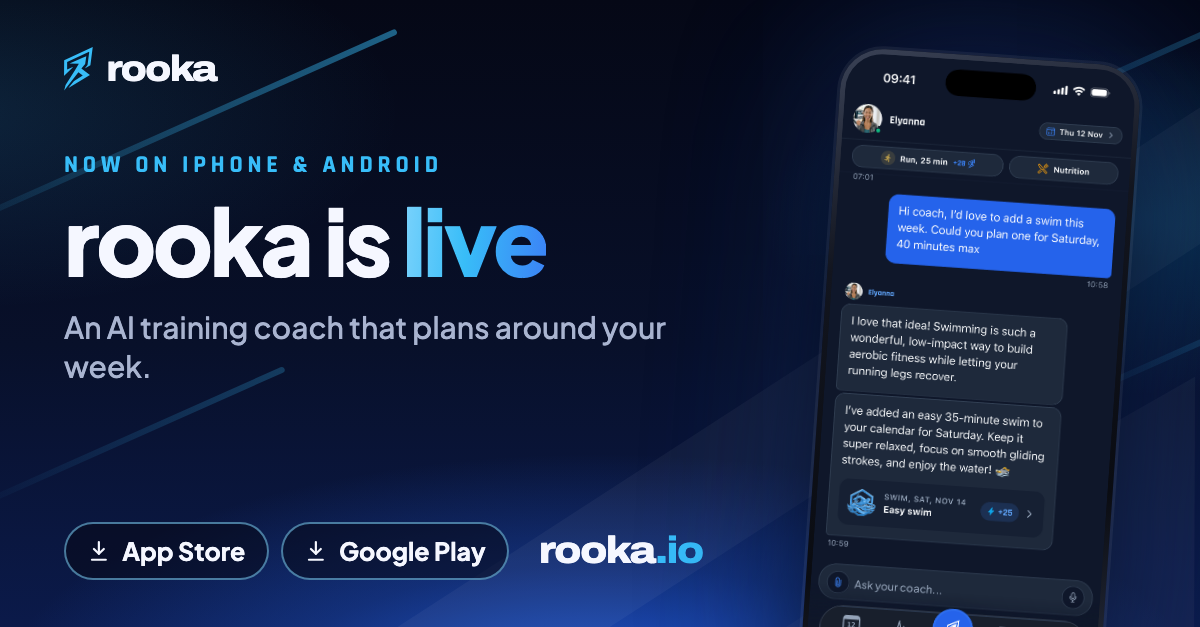 rooka
NOW ON IPHONE & ANDROID
rooka is live
An AI training coach that plans around your
week.
App Store
Google Play
rooka.io
09:41
Elyanna
Thu 12 Nov
Run, 25 min +28
Nutrition
07:01
Hi coach, I'd love to add a swim this
week. Could you plan one for Saturday,
40 minutes max
10:58
Elyanna
I love that idea! Swimming is such a
wonderful, low-impact way to build
aerobic fitness while letting your
running legs recover.
I've added an easy 35-minute swim to
your calendar for Saturday. Keep it
super relaxed, focus on smooth gliding
strokes, and enjoy the water!
SWIM, SAT, NOV 14
Easy swim
+25
10:59
Ask your coach...
17